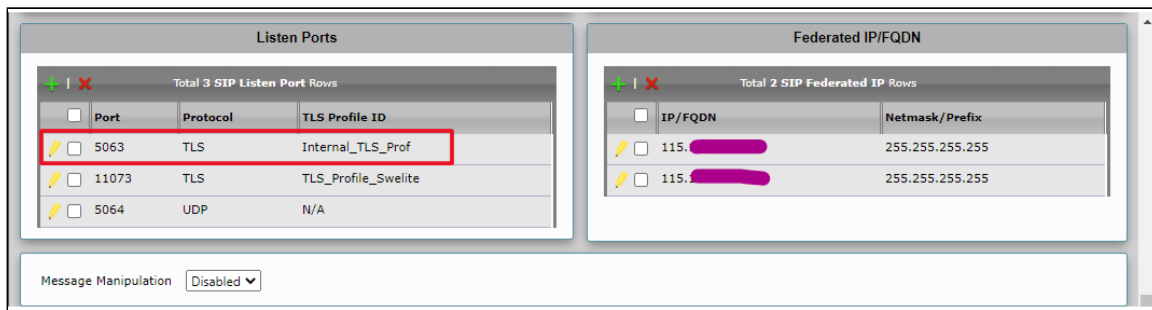 Listen Ports
Total 3 SIP Listen Port Rows
Port Protocol TLS Profile ID
5063 TLS Internal_TLS_Prof
11073 TLS TLS_Profile_Swelite
5064 UDP N/A
Federated IP/FQDN
Total 2 SIP Federated IP Rows
IP/FQDN Netmask/Prefix
115. 255.255.255.255
115. 255.255.255.255
Message Manipulation Disabled